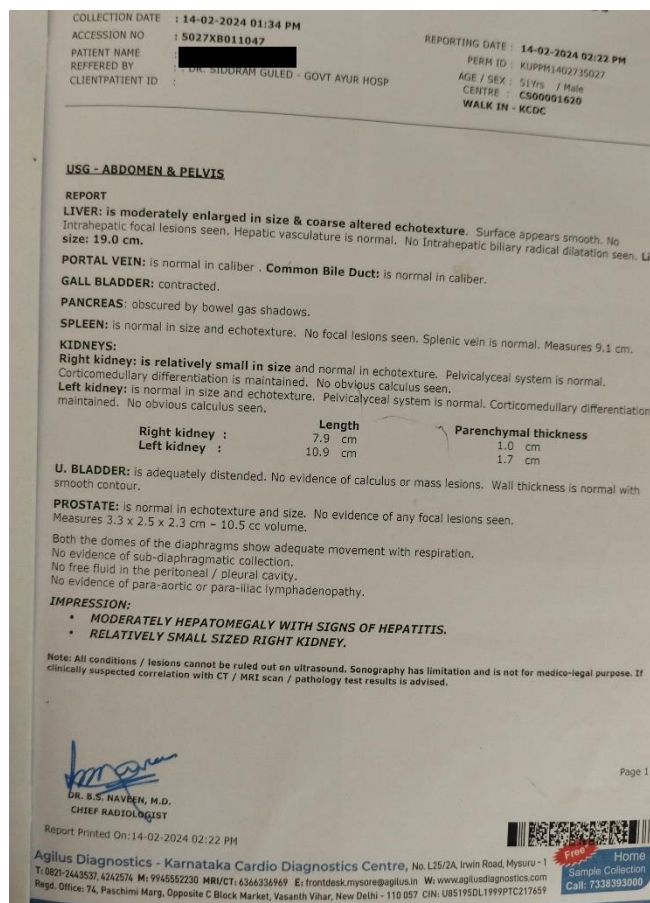 COLLECTION DATE : 14-02-2024 01:34 PM
ACCESSION NO : 5027XB011047
PATIENT NAME :
REFFERED BY : DR. SIDDRAM GULED - GOVT AYUR HOSP
CLIENTPATIENT ID :
REPORTING DATE : 14-02-2024 02:22 PM
PERM ID : KUPPM1402735027
AGE / SEX : 51Yrs / Male
CENTRE : CS00001620
WALK IN - KCDC
USG - ABDOMEN & PELVIS
REPORT
LIVER: is moderately enlarged in size & coarse altered echotexture. Surface appears smooth. No
Intrahepatic focal lesions seen. Hepatic vasculature is normal. No Intrahepatic biliary radical dilatation seen. Li
size: 19.0 cm.
PORTAL VEIN: is normal in caliber . Common Bile Duct: is normal in caliber.
GALL BLADDER: contracted.
PANCREAS: obscured by bowel gas shadows.
SPLEEN: is normal in size and echotexture. No focal lesions seen. Splenic vein is normal. Measures 9.1 cm.
KIDNEYS:
Right kidney: is relatively small in size and normal in echotexture. Pelvicalyceal system is normal.
Corticomedullary differentiation is maintained. No obvious calculus seen.
Left kidney: is normal in size and echotexture. Pelvicalyceal system is normal. Corticomedullary differentiation
maintained. No obvious calculus seen.
Length Parenchymal thickness
Right kidney : 7.9 cm 1.0 cm
Left kidney : 10.9 cm 1.7 cm
U. BLADDER: is adequately distended. No evidence of calculus or mass lesions. Wall thickness is normal with
smooth contour.
PROSTATE: is normal in echotexture and size. No evidence of any focal lesions seen.
Measures 3.3 x 2.5 x 2.3 cm – 10.5 cc volume.
Both the domes of the diaphragms show adequate movement with respiration.
No evidence of sub-diaphragmatic collection.
No free fluid in the peritoneal / pleural cavity.
No evidence of para-aortic or para-iliac lymphadenopathy.
IMPRESSION:
• MODERATELY HEPATOMEGALY WITH SIGNS OF HEPATITIS.
• RELATIVELY SMALL SIZED RIGHT KIDNEY.
Note: All conditions / lesions cannot be ruled out on ultrasound. Sonography has limitation and is not for medico-legal purpose. If
clinically suspected correlation with CT / MRI scan / pathology test results is advised.
DR. B.S. NAVEEN, M.D.
CHIEF RADIOLOGIST
Page 1
Report Printed On:14-02-2024 02:22 PM
Agilus Diagnostics - Karnataka Cardio Diagnostics Centre, No. L25/2A, Irwin Road, Mysuru - 1
T: 0821-2443537, 4242574 M: 9945552230 MRI/CT: 6366336969 E: frontdesk.mysore@agilus.in W: www.agilusdiagnostics.com
Regd. Office: 74, Paschimi Marg, Opposite C Block Market, Vasanth Vihar, New Delhi - 110 057 CIN: U85195DL1999PTC217659
Free Home
Sample Collection
Call: 7338393000